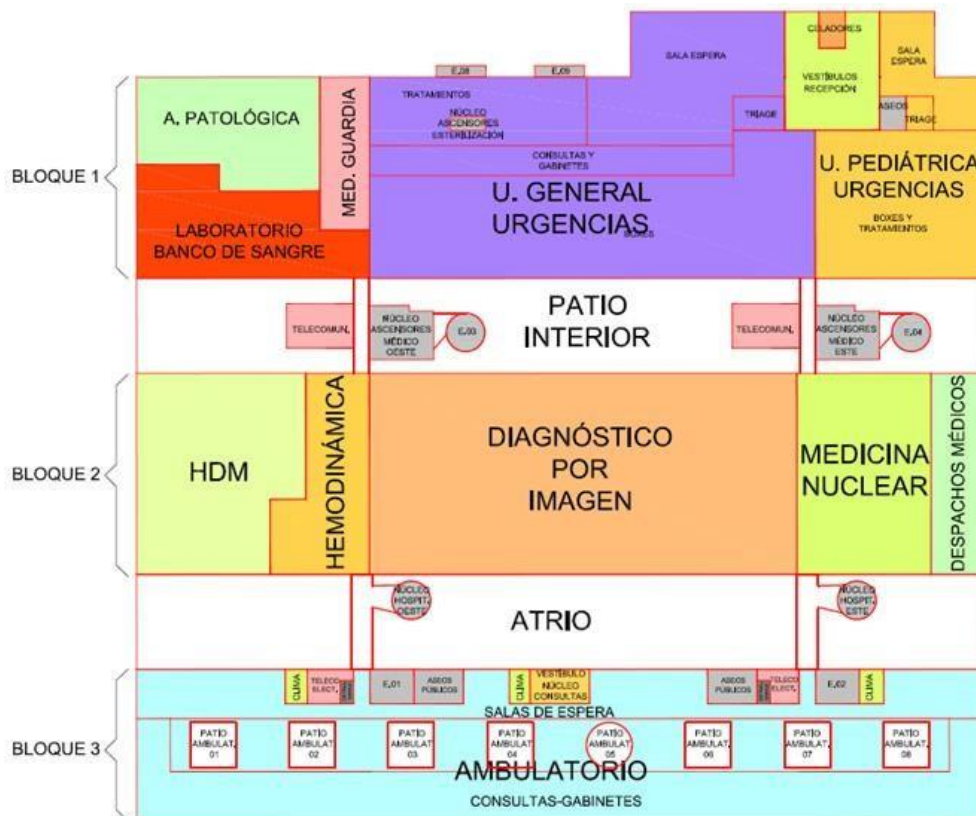 CELADORES
SALA ESPERA
SALA
ESPERA
VESTÍBULOS
RECEPCIÓN
E.08
E.09
TRATAMIENTOS
NÚCLEO
ASCENSORES
ESTERILIZACIÓN
TRIAGE
ASEOS
TRIAGE
A. PATOLÓGICA
MED. GUARDIA
CONSULTAS Y
GABINETES
BLOQUE 1
U. GENERAL
URGENCIAS
U. PEDIÁTRICA
URGENCIAS
BOXES Y
TRATAMIENTOS
LABORATORIO
BANCO DE SANGRE
PATIO
INTERIOR
TELECOMUN.
NÚCLEO
ASCENSORES
MÉDICO
OESTE
E.03
TELECOMUN.
NÚCLEO
ASCENSORES
MÉDICO
ESTE
E.04
BLOQUE 2
HDM
HEMODINÁMICA
DIAGNÓSTICO
POR
IMAGEN
MEDICINA
NUCLEAR
DESPACHOS MÉDICOS
NÚCLEO
HOSPIT.
OESTE
ATRIO
NÚCLEO
HOSPIT.
ESTE
CLIMA
TELECO
ELECT.
E.01
ASEOS
PÚBLICOS
CLIMA
VESTÍBULO
NÚCLEO
CONSULTAS
ASEOS
PÚBLICOS
TELECO
ELECT.
E.02
CLIMA
SALAS DE ESPERA
BLOQUE 3
PATIO
AMBULAT.
01
PATIO
AMBULAT.
02
PATIO
AMBULAT.
03
PATIO
AMBULAT.
04
PATIO
AMBULAT.
05
PATIO
AMBULAT.
06
PATIO
AMBULAT.
07
PATIO
AMBULAT.
08
AMBULATORIO
CONSULTAS-GABINETES